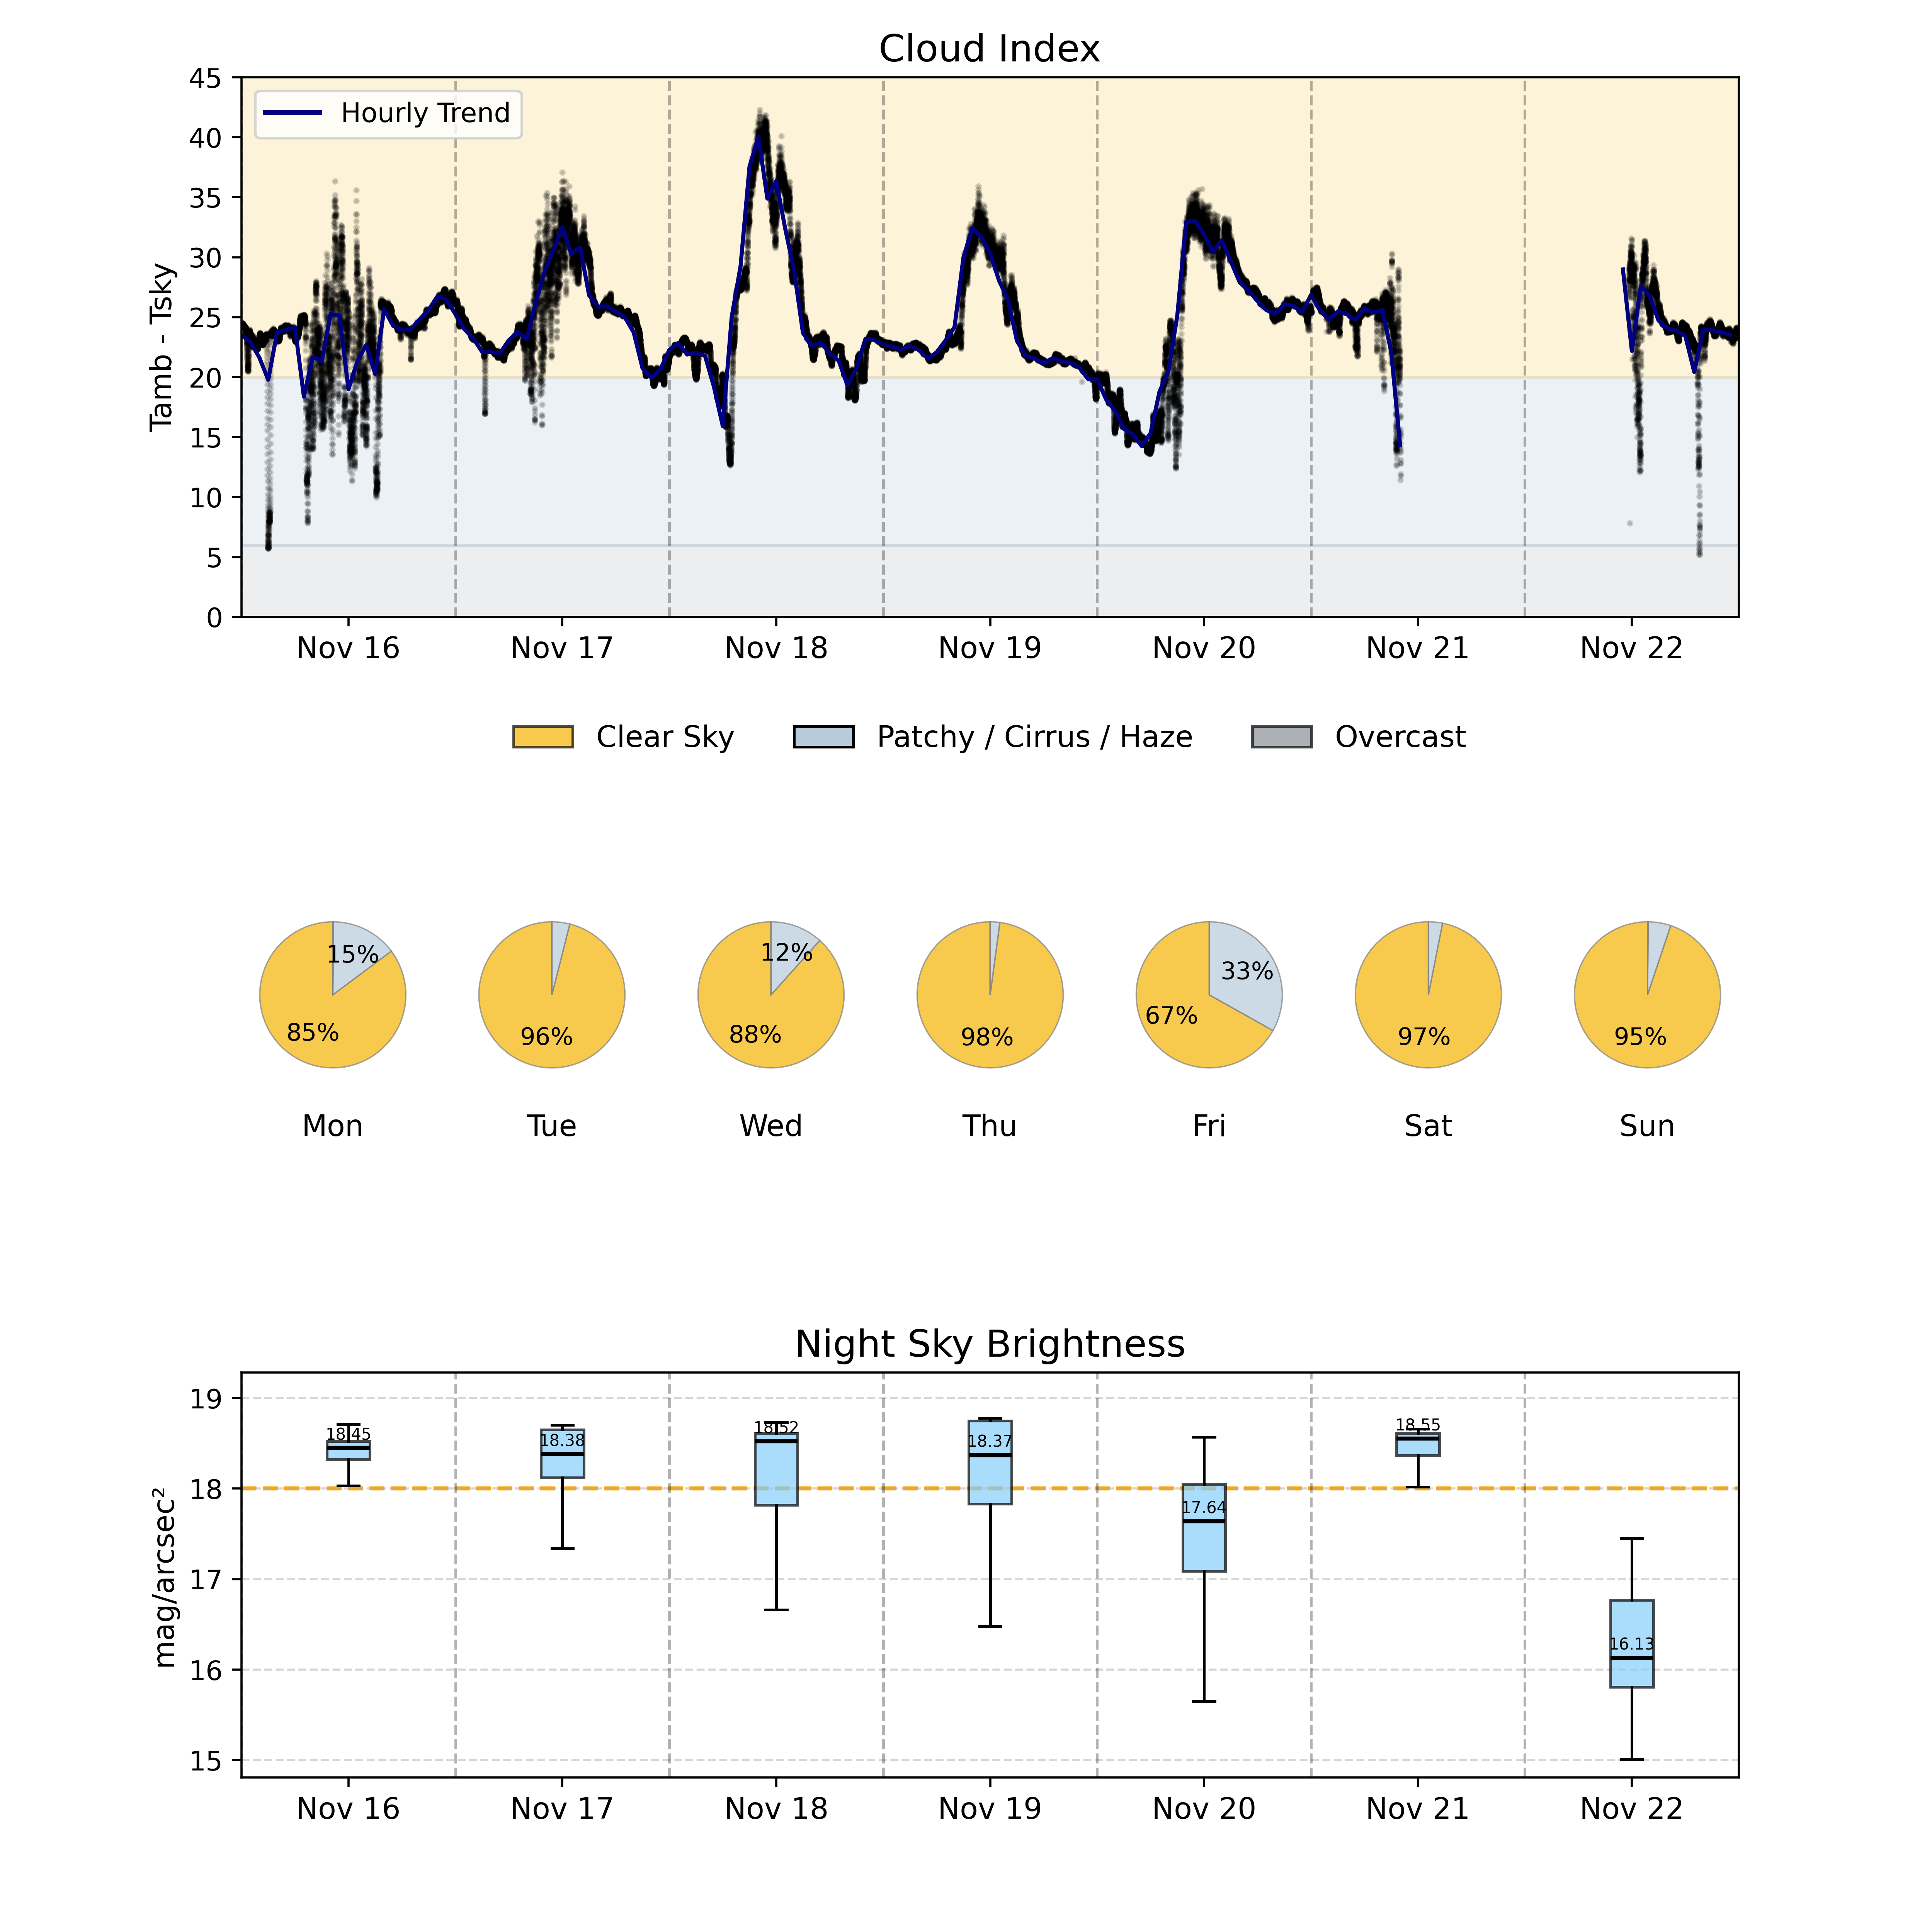 Cloud Index
45
40
35
30
25
20
15
10
5
0
Tamb - Tsky
Hourly Trend
Nov 16 Nov 17 Nov 18 Nov 19 Nov 20 Nov 21 Nov 22
Clear Sky Patchy / Cirrus / Haze Overcast
15% 12% 33%
85% 96% 88% 98% 67% 97% 95%
Mon Tue Wed Thu Fri Sat Sun
Night Sky Brightness
19
18
17
16
15
mag/arcsec²
18.45 18.38 18.52 18.37 17.64 18.55 16.13
Nov 16 Nov 17 Nov 18 Nov 19 Nov 20 Nov 21 Nov 22